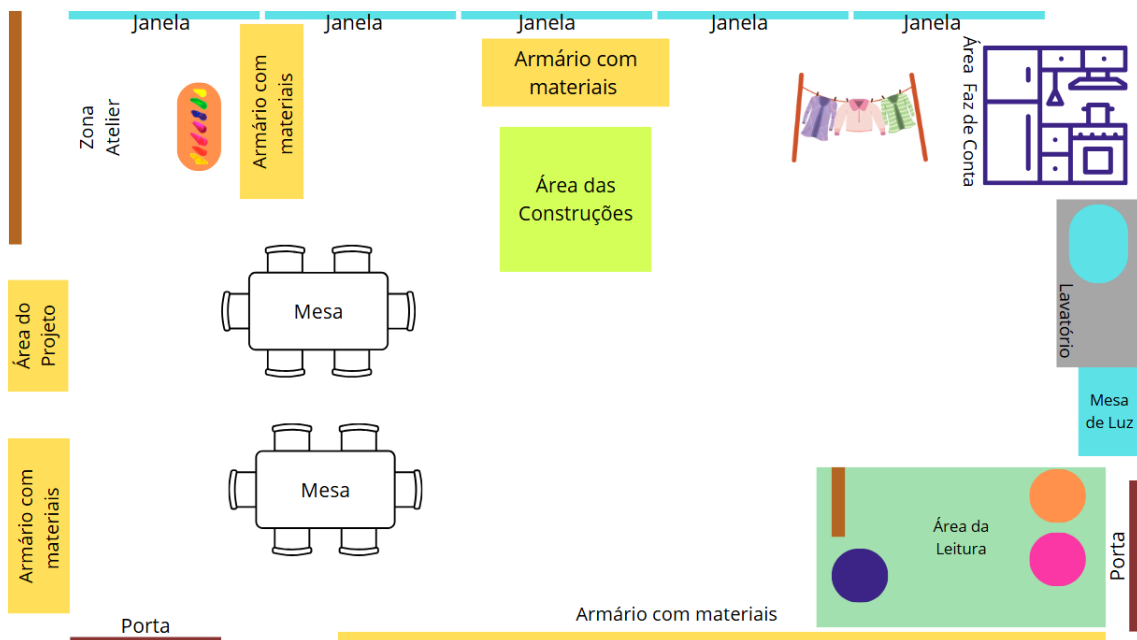 Janela
Janela
Janela
Janela
Janela
Zona
Atelier
Armário com
materiais
Armário com
materiais
Área Faz de Conta
Área das
Construções
Lavatório
Área do
Projeto
Mesa
Mesa
de Luz
Armário com
materiais
Mesa
Área da
Leitura
Porta
Porta
Armário com materiais